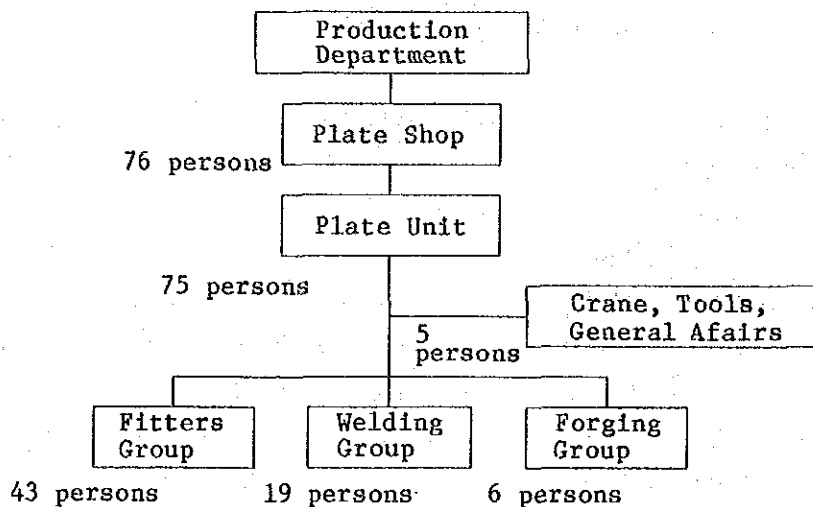 Production
Department
Plate Shop
76 persons
Plate Unit
75 persons
Crane, Tools,
General Afairs
5
persons
Fitters
Group
Welding
Group
Forging
Group
43 persons
19 persons
6 persons